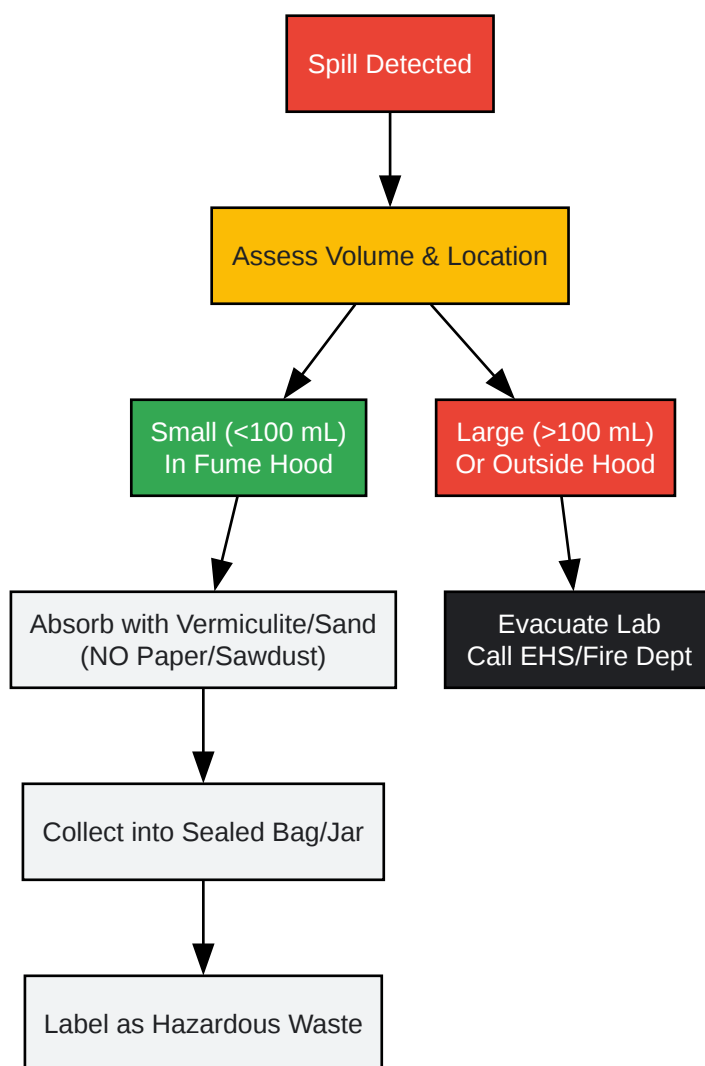 Spill Detected
Assess Volume & Location
Small (<100 mL)
In Fume Hood
Large (>100 mL)
Or Outside Hood
Absorb with Vermiculite/Sand
(NO Paper/Sawdust)
Evacuate Lab
Call EHS/Fire Dept
Collect into Sealed Bag/Jar
Label as Hazardous Waste